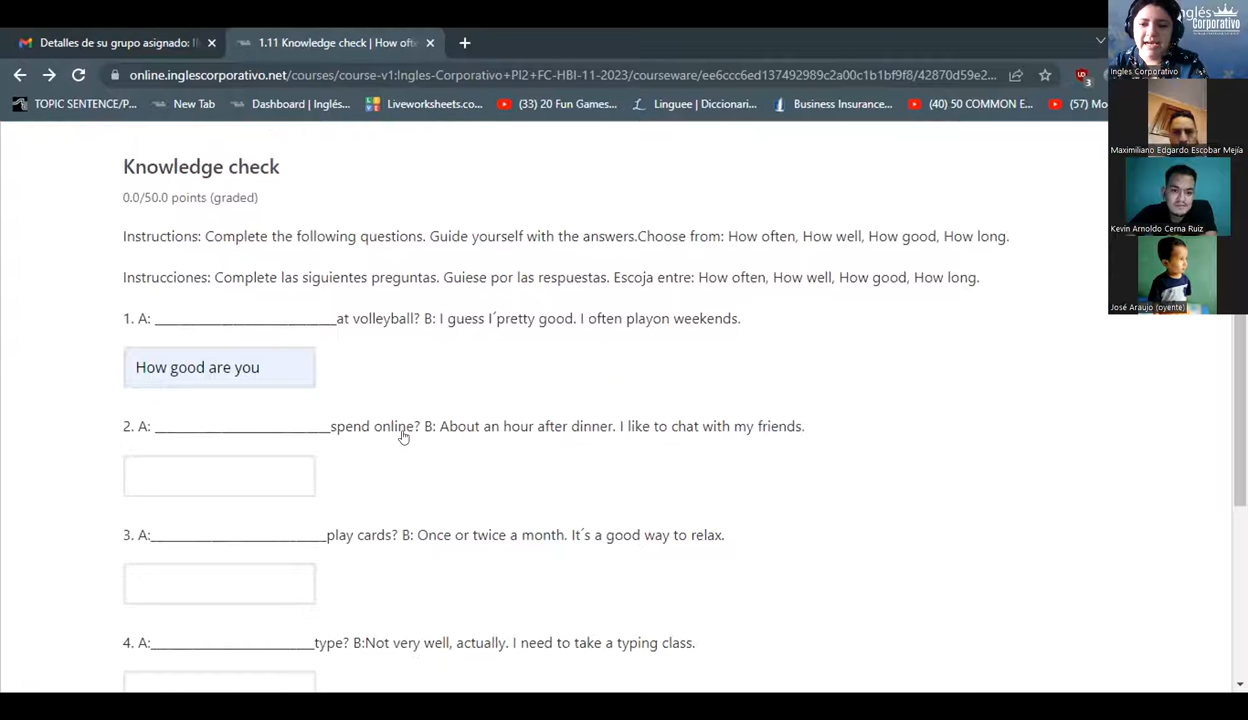 Detalles de su grupo asignado: I
1.11 Knowledge check | How oft
online.inglescorporativo.net/courses/course-v1:Ingles-Corporativo+PI2+FC-HBI-11-2023/courseware/ee6ccc6ed137492989c2a00c1b1bf9f8/42870d59e2...
TOPIC SENTENCE/P...
New Tab
Dashboard | Inglés...
Liveworksheets.co...
(33) 20 Fun Games...
Linguee | Diccionari...
Business Insurance...
(40) 50 COMMON E...
(57) Mo
Inglés Corporativo
Ingles Corporativo
Maximiliano Edgardo Escobar Mejía
Kevin Arnoldo Cerna Ruiz
José Araujo (oyente)
Knowledge check
0.0/50.0 points (graded)
Instructions: Complete the following questions. Guide yourself with the answers.Choose from: How often, How well, How good, How long.
Instrucciones: Complete las siguientes preguntas. Guiese por las respuestas. Escoja entre: How often, How well, How good, How long.
1. A: __________________________at volleyball? B: I guess I´pretty good. I often playon weekends.
How good are you
2. A: _________________________spend online? B: About an hour after dinner. I like to chat with my friends.
3. A:_________________________play cards? B: Once or twice a month. It´s a good way to relax.
4. A:_______________________type? B:Not very well, actually. I need to take a typing class.